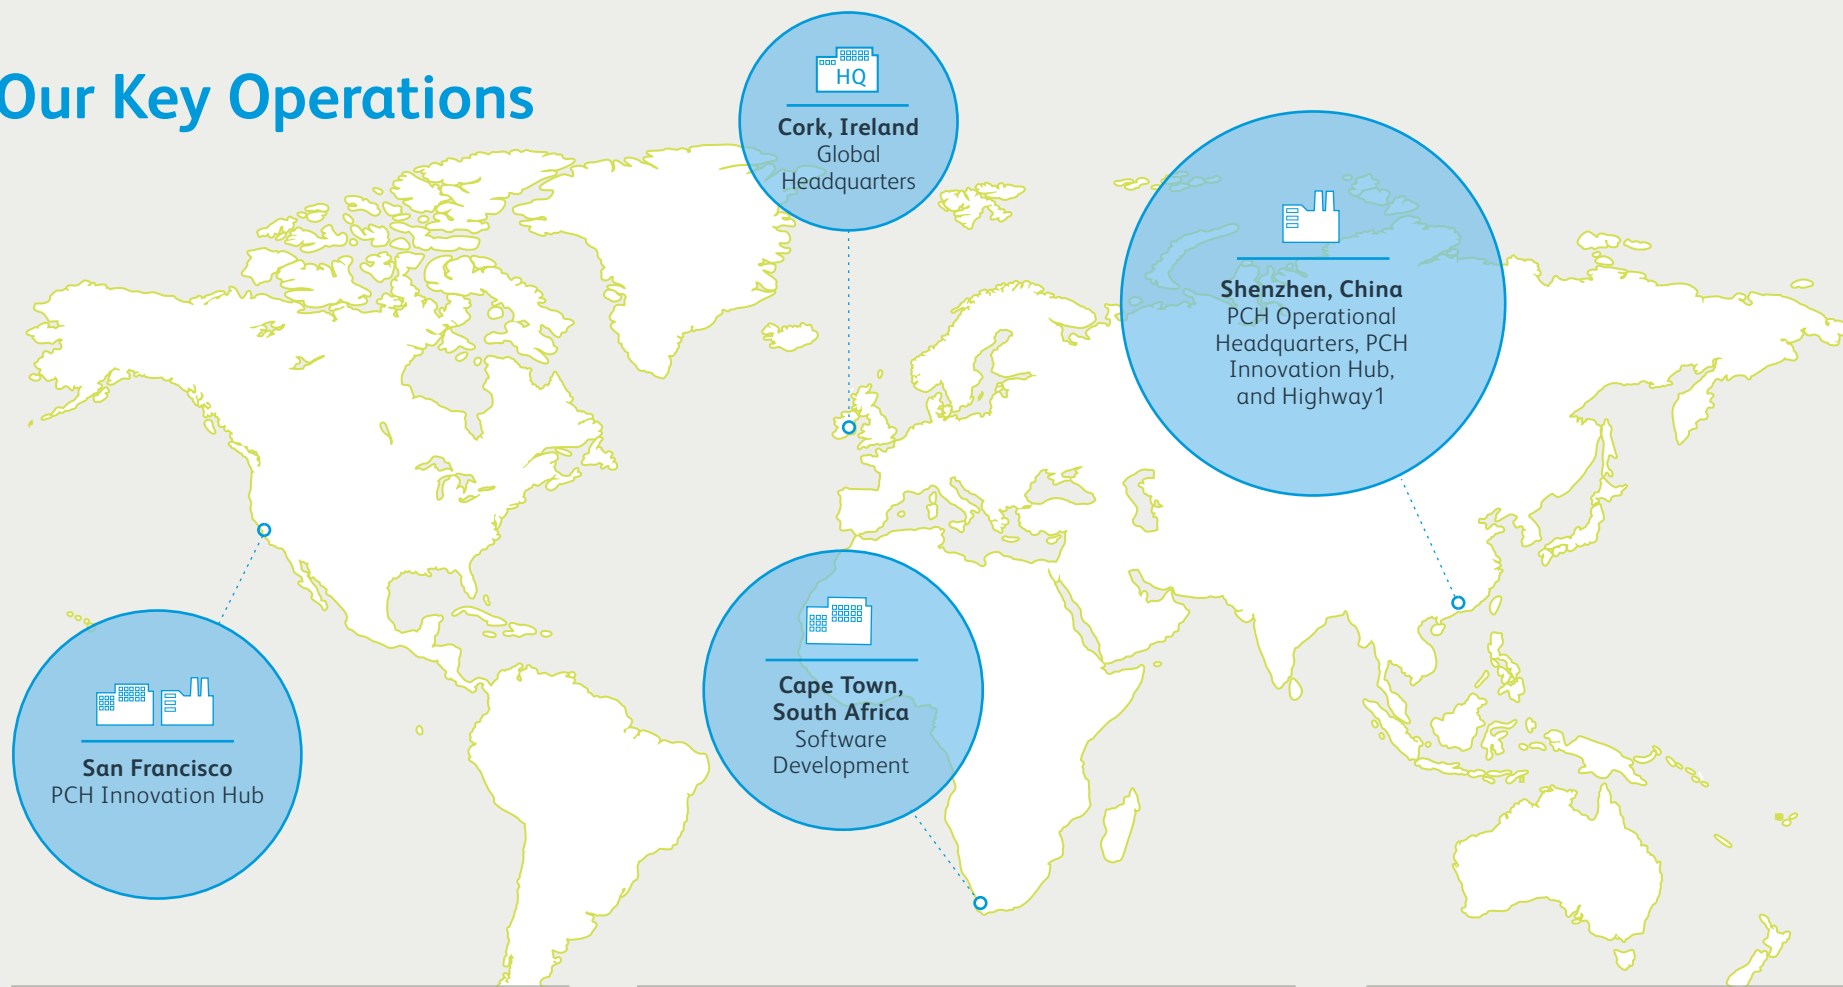 Our Key Operations
HQ
Cork, Ireland
Global
Headquarters
Shenzhen, China
PCH Operational
Headquarters, PCH
Innovation Hub,
and Highway1
Cape Town,
South Africa
Software
Development
San Francisco
PCH Innovation Hub